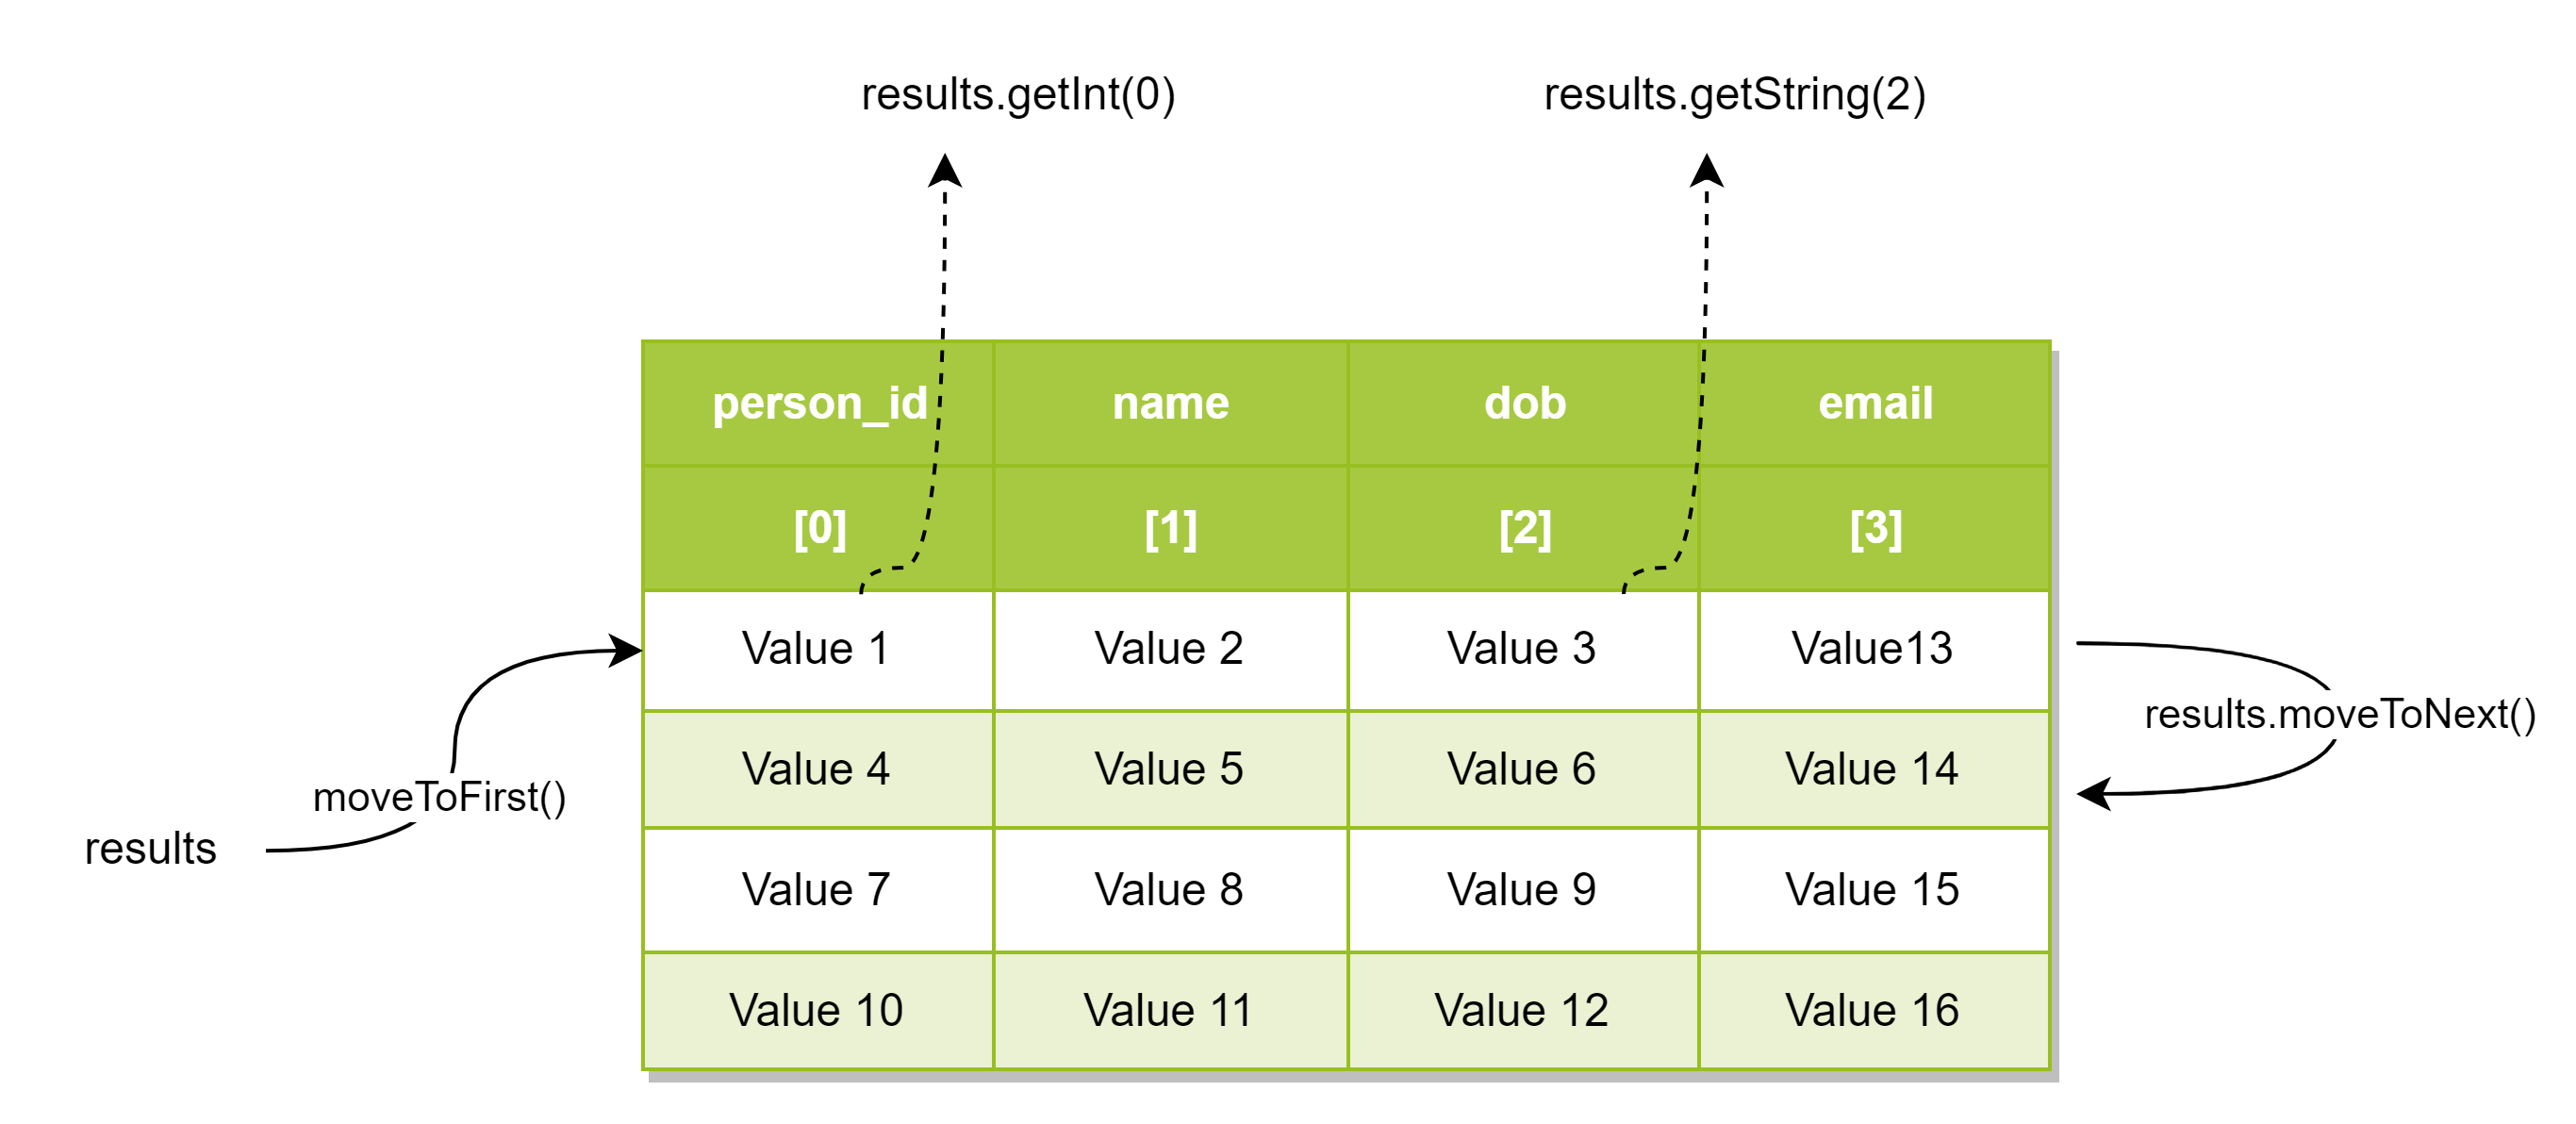 results.getInt(0) results.getString(2)
person_id name dob email
[0] [1] [2] [3]
Value 1 Value 2 Value 3 Value13
results.moveToNext()
Value 4 Value 5 Value 6 Value 14
moveToFirst()
results
Value 7 Value 8 Value 9 Value 15
Value 10 Value 11 Value 12 Value 16